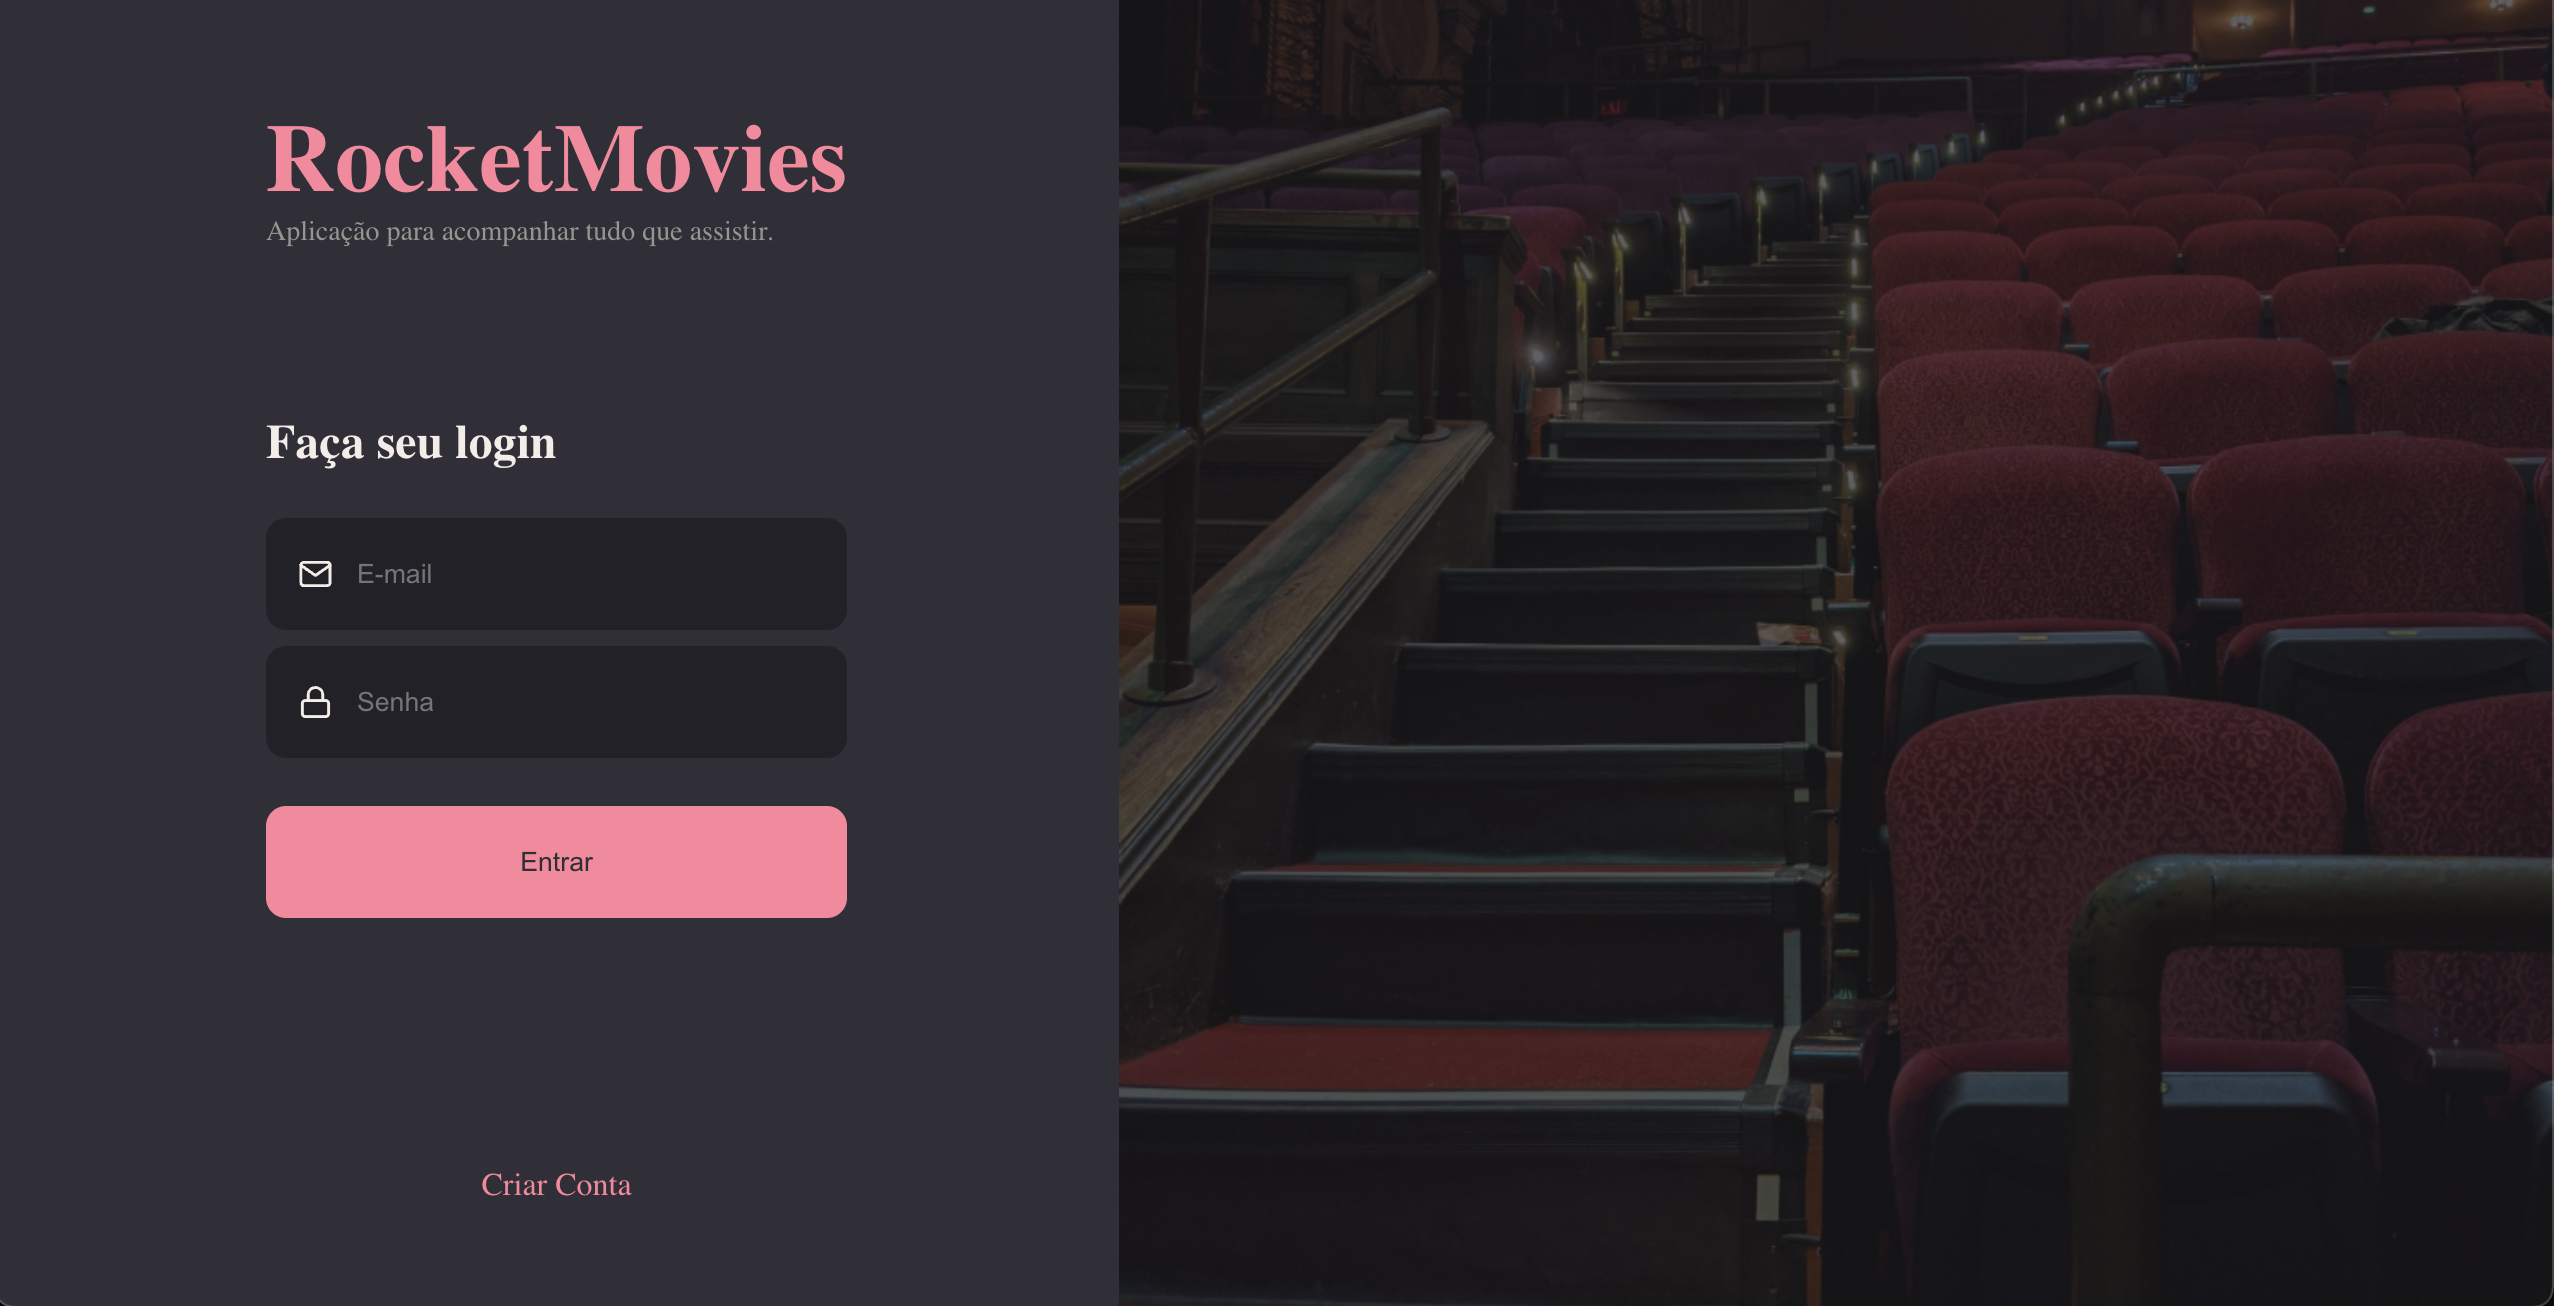 RocketMovies
Aplicação para acompanhar tudo que assistir.
Faça seu login
E-mail
Senha
Entrar
Criar Conta